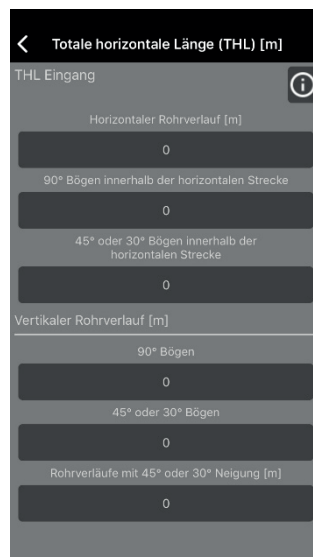 Totale horizontale Länge (THL) [m]
THL Eingang
Horizontaler Rohrverlauf [m]
0
90° Bögen innerhalb der horizontalen Strecke
0
45° oder 30° Bögen innerhalb der
horizontalen Strecke
0
Vertikaler Rohrverlauf [m]
90° Bögen
0
45° oder 30° Bögen
0
Rohrverläufe mit 45° oder 30° Neigung [m]
0